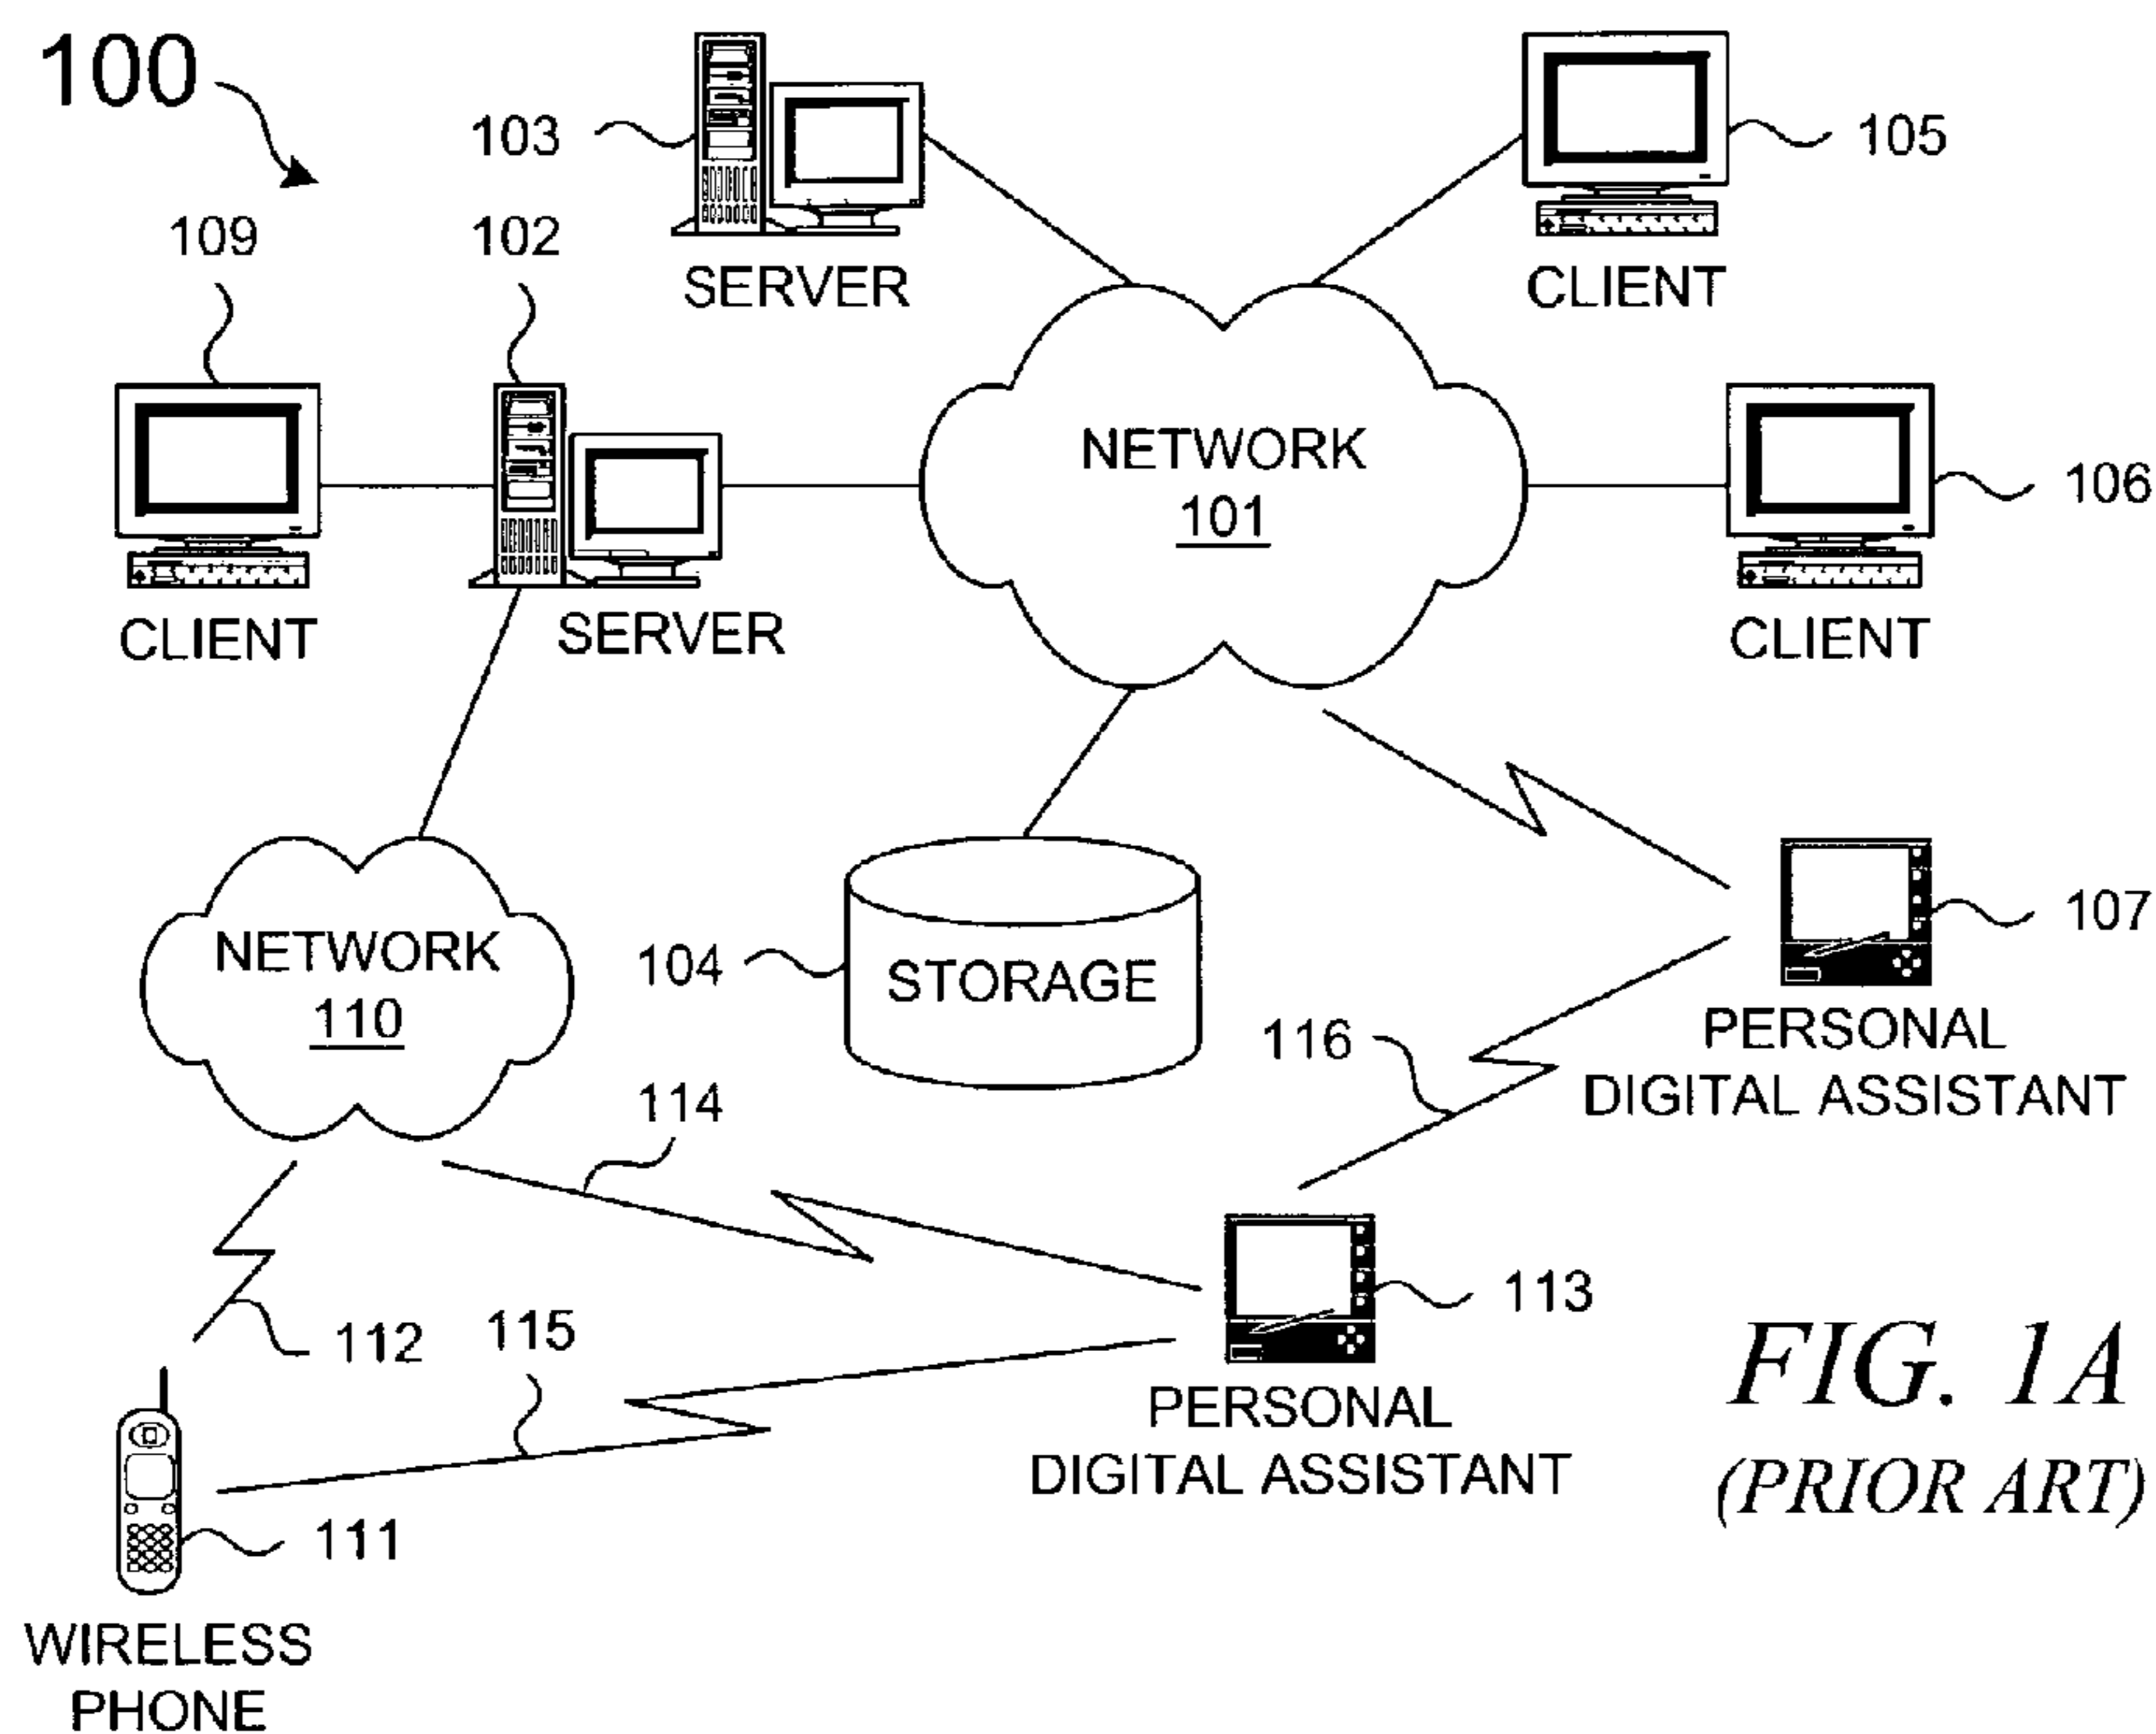 100
103
105
109
102
SERVER
CLIENT
NETWORK
101
106
CLIENT
SERVER
CLIENT
NETWORK
110
104
STORAGE
107
PERSONAL
DIGITAL ASSISTANT
116
114
113
112
115
PERSONAL
DIGITAL ASSISTANT
111
WIRELESS
PHONE
FIG. 1A
(PRIOR ART)